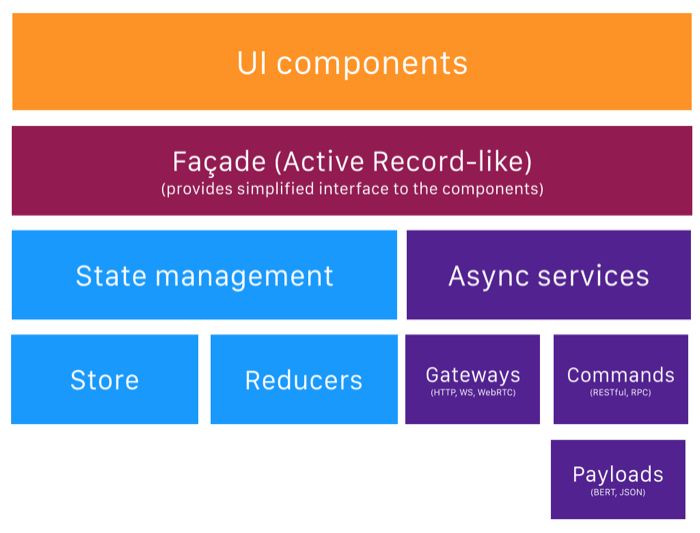 UI components
Façade (Active Record-like)
(provides simplified interface to the components)
State management
Async services
Store
Reducers
Gateways
(HTTP, WS, WebRTC)
Commands
(RESTful, RPC)
Payloads
(BERT, JSON)